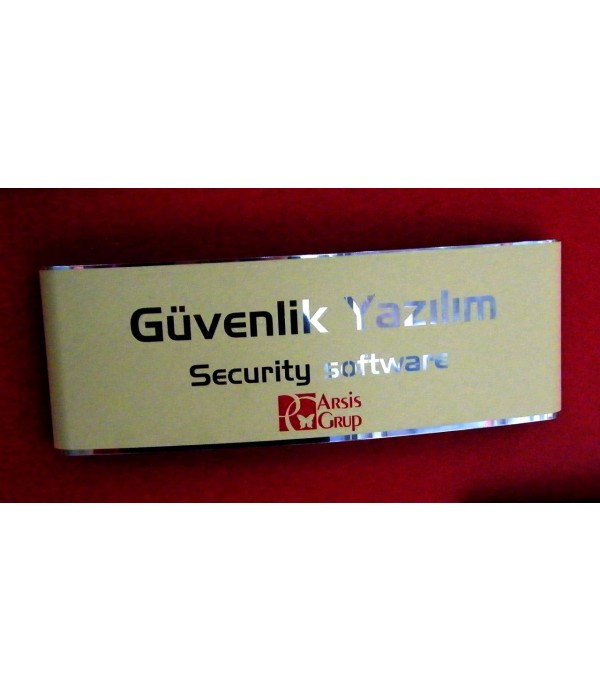 Güvenlik Yazılım
Security software
Arsis
Grup